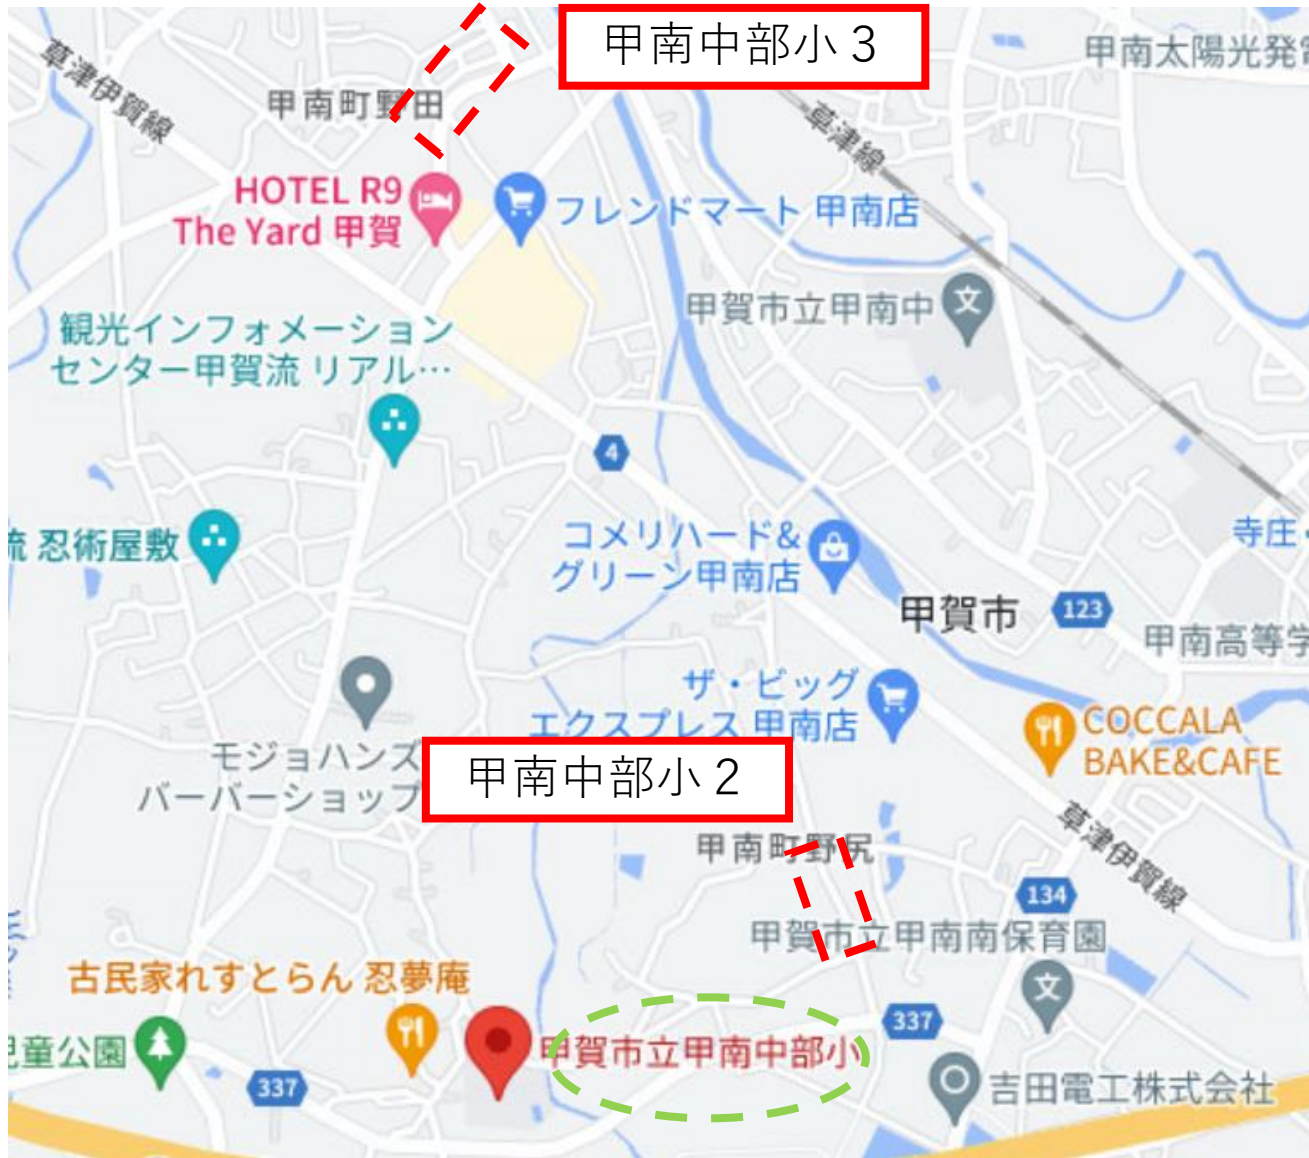 甲南中部小３
甲南太陽光発電
草津伊賀線
甲南町野田
草津線
HOTEL R9
The Yard 甲賀
フレンドマート 甲南店
甲賀市立甲南中
観光インフォメーション
センター甲賀流 リアル…
4
流 忍術屋敷
コメリハード&
グリーン甲南店
寺庄
甲賀市
123
甲南高等学
ザ・ビッグ
エクスプレス 甲南店
COCCALA
BAKE&CAFE
モジョハンズ
バーバーショップ
甲南中部小２
甲南町野尻
草津伊賀線
134
甲賀市立甲南南保育園
古民家れすとらん 忍夢庵
337
児童公園
甲賀市立甲南中部小
337
吉田電工株式会社